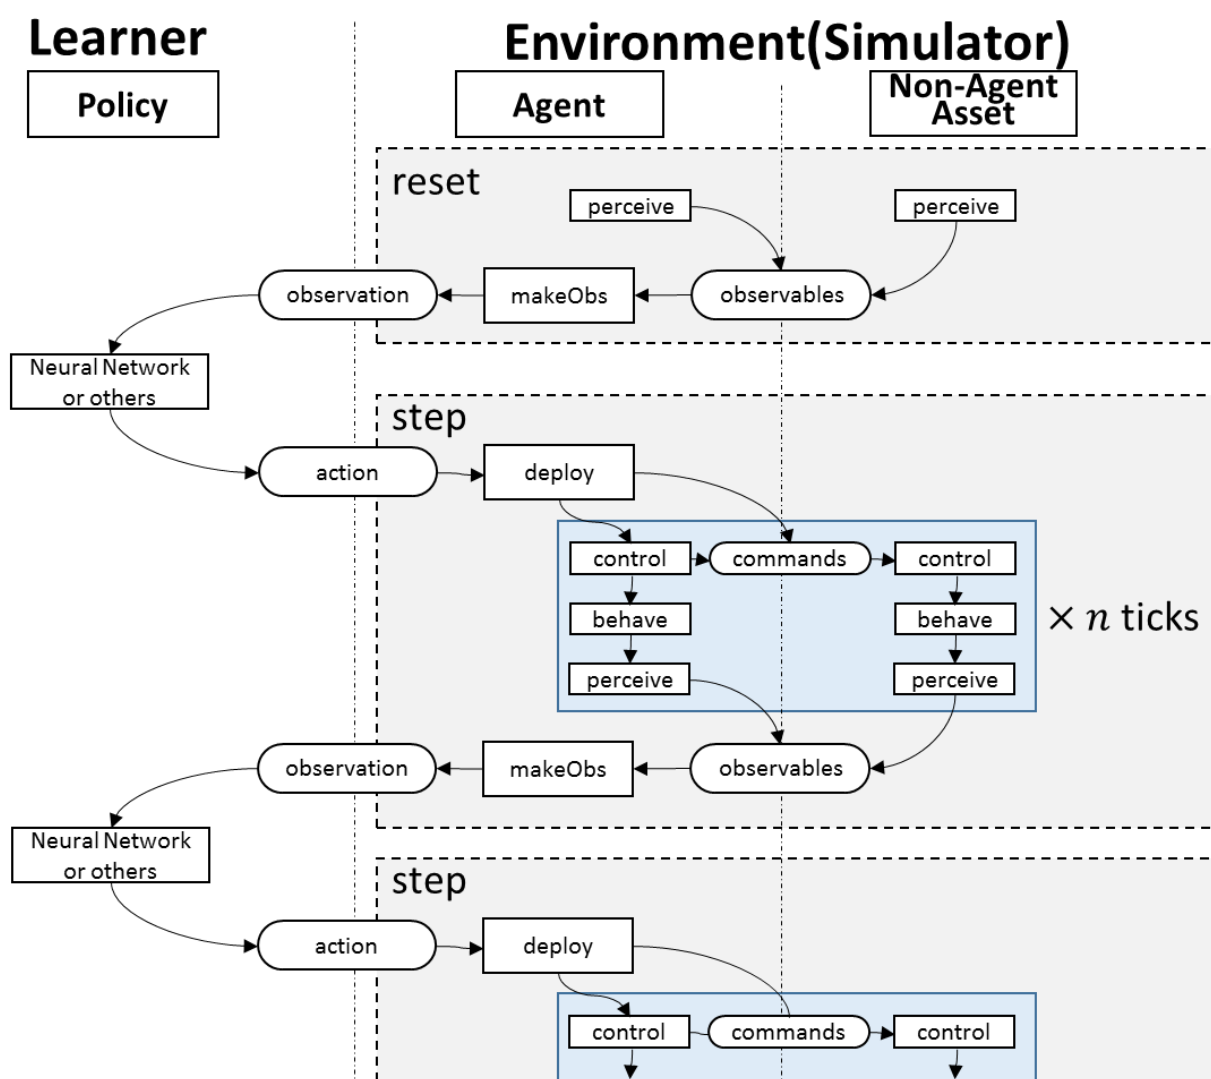 Learner
Environment(Simulator)
Policy
Agent
Non-Agent
Asset
reset
perceive
perceive
observation
makeObs
observables
Neural Network
or others
step
action
deploy
control
commands
control
behave
behave
× n ticks
perceive
perceive
observation
makeObs
observables
Neural Network
or others
step
action
deploy
control
commands
control